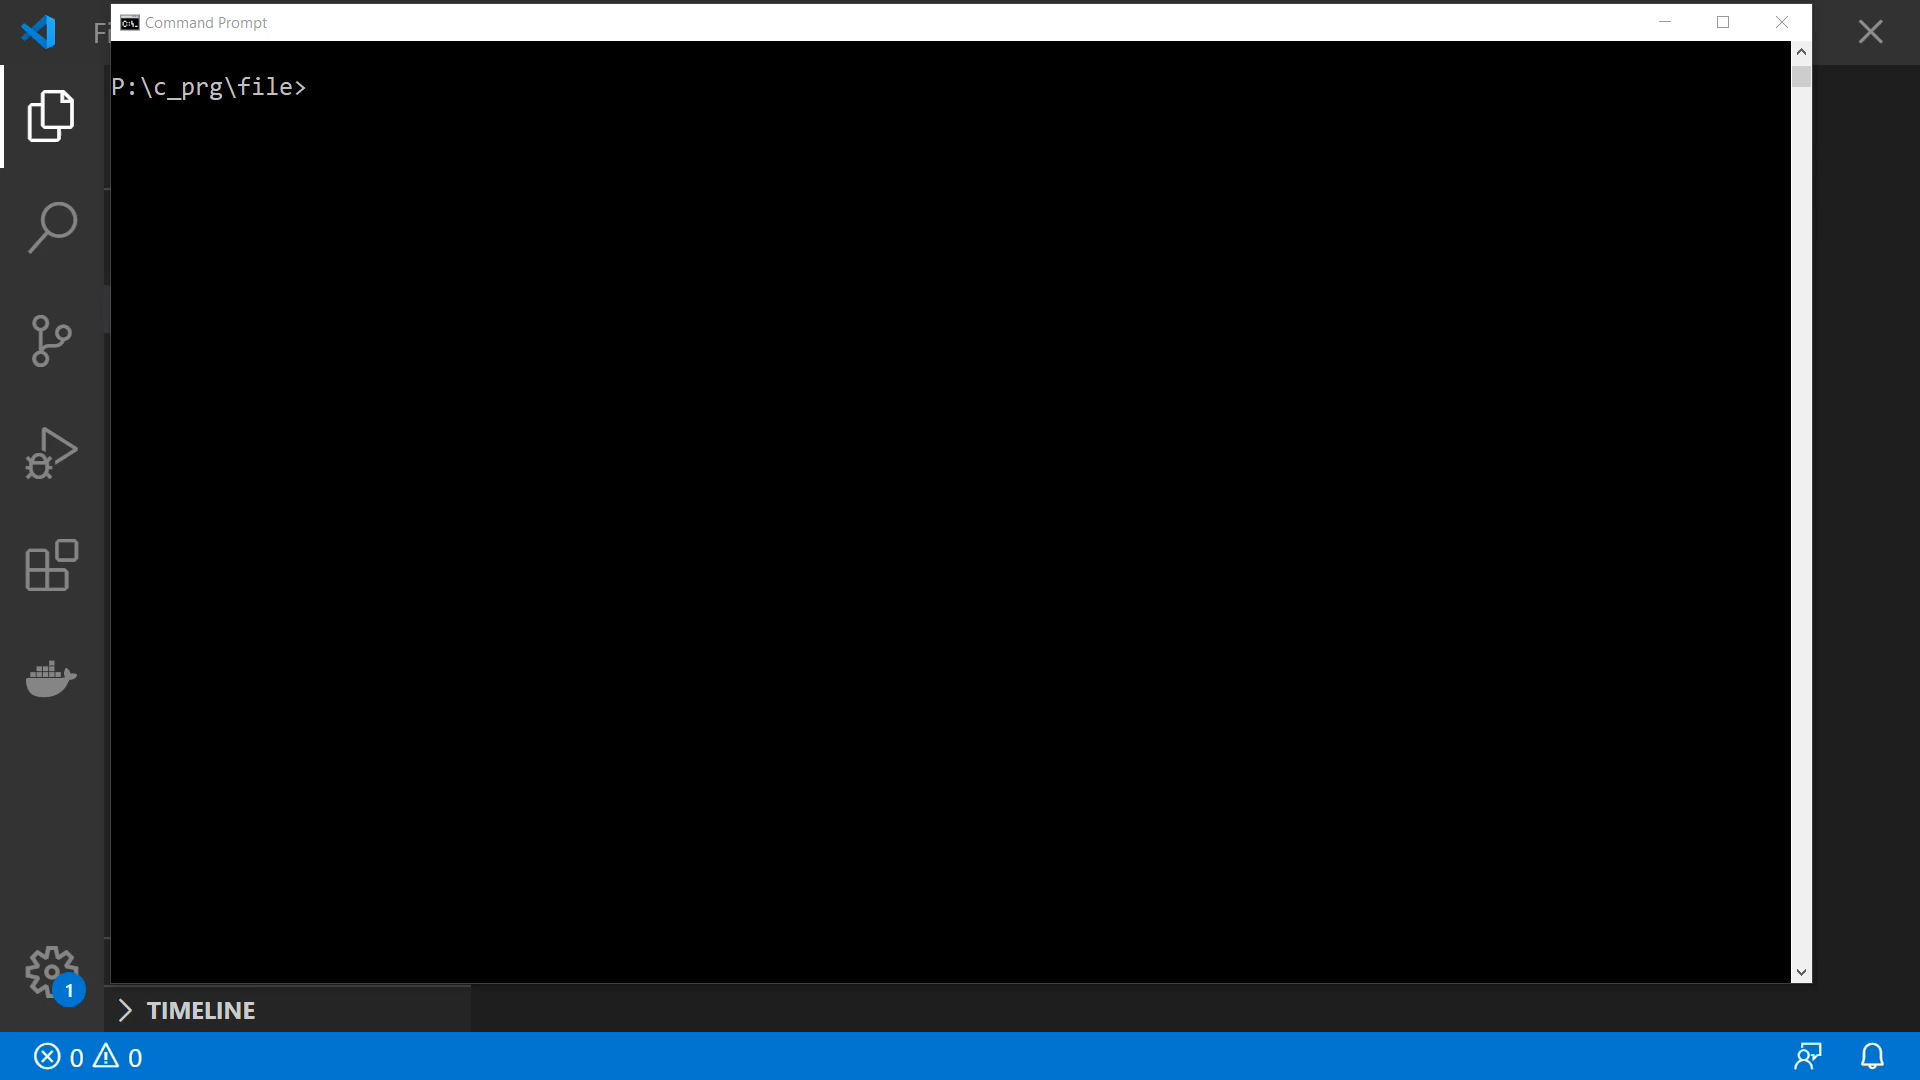 Command Prompt
P:\c_prg\file>
1
TIMELINE
0 0